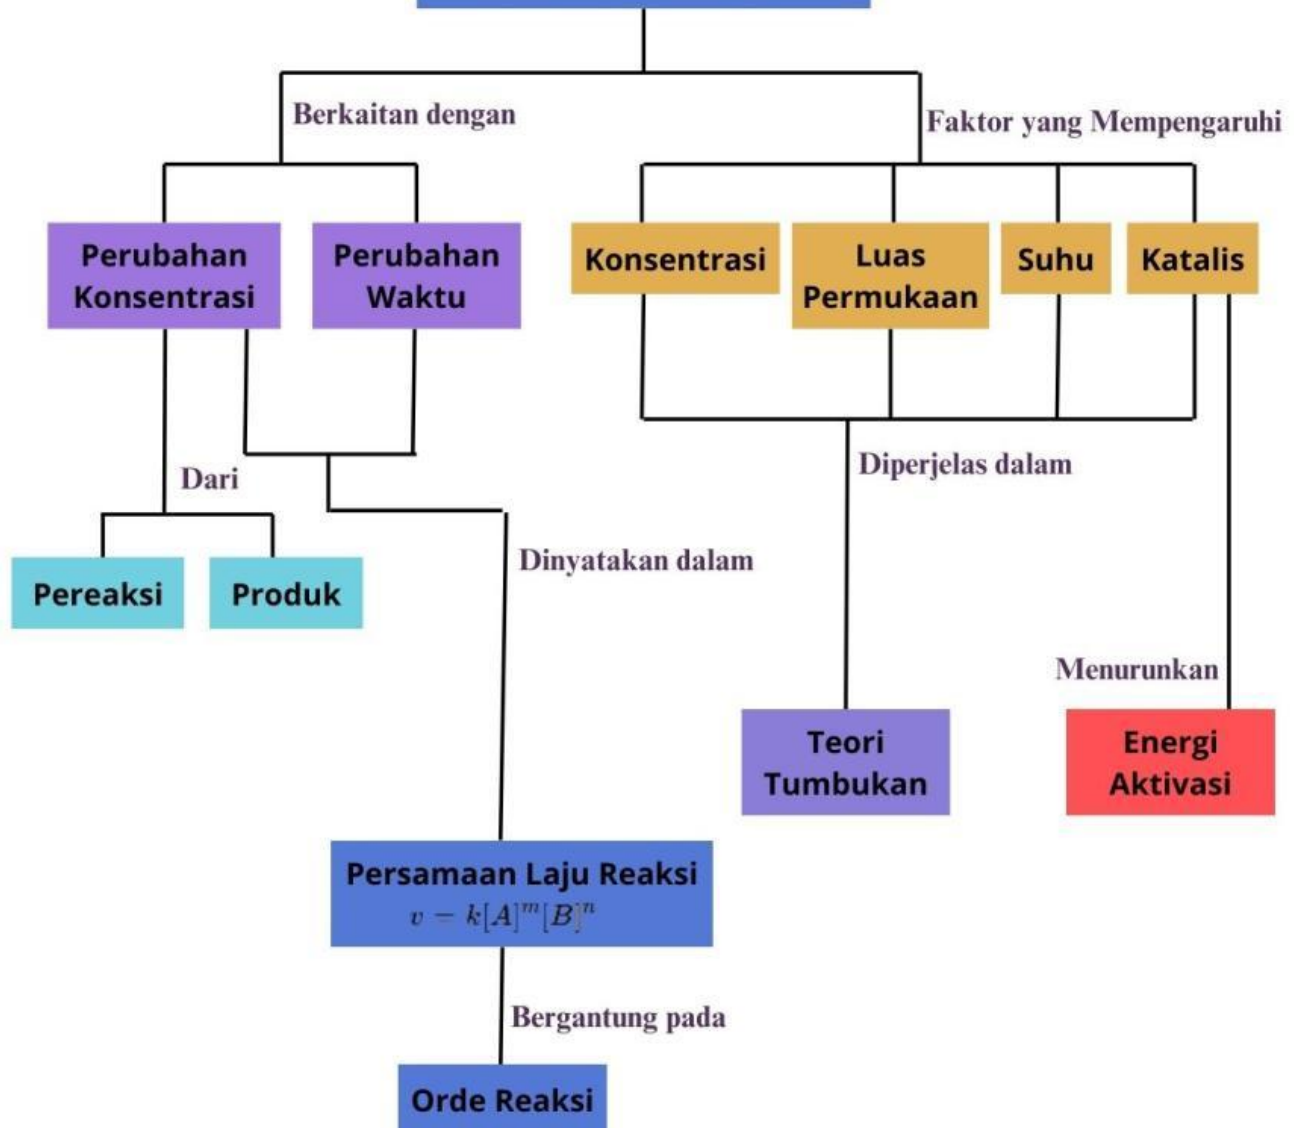 Berkaitan dengan
Faktor yang Mempengaruhi
Perubahan
Konsentrasi
Perubahan
Waktu
Konsentrasi
Luas
Permukaan
Suhu
Katalis
Dari
Diperjelas dalam
Pereaksi
Produk
Dinyatakan dalam
Menurunkan
Teori
Tumbukan
Energi
Aktivasi
Persamaan Laju Reaksi
v = k[A]^m[B]^n
Bergantung pada
Orde Reaksi